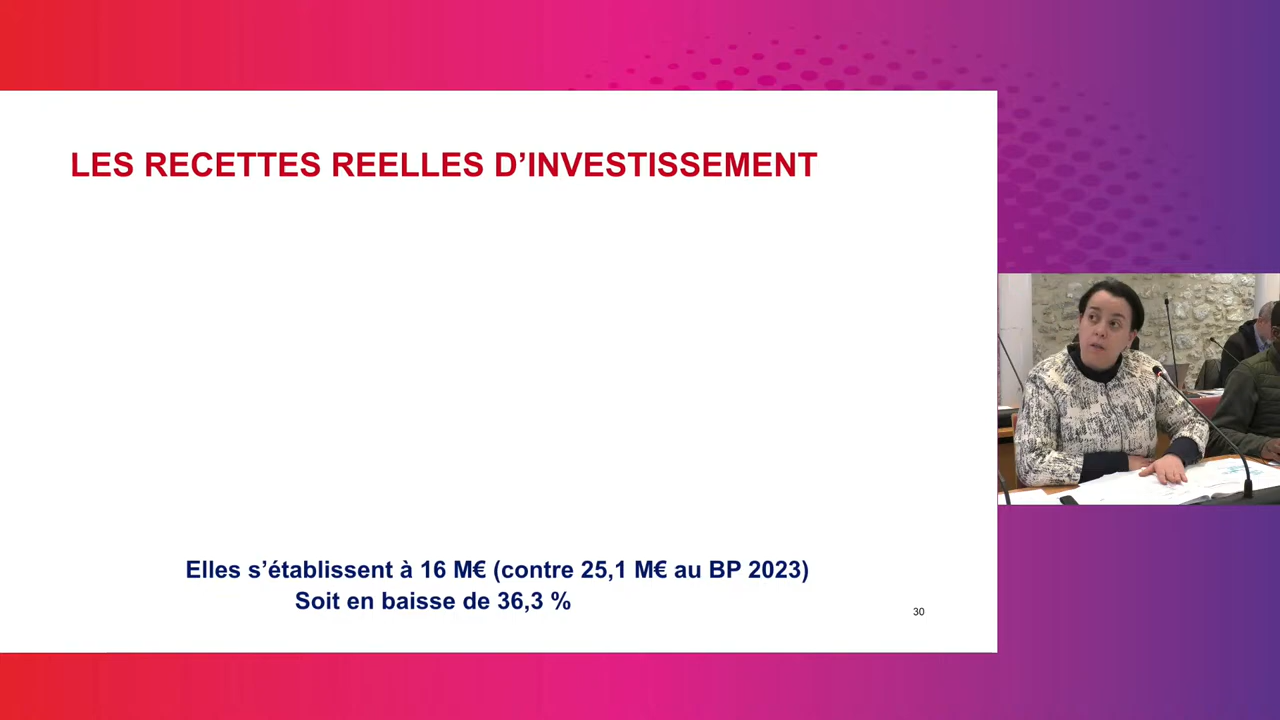 LES RECETTES REELLES D’INVESTISSEMENT
Elles s’établissent à 16 M€ (contre 25,1 M€ au BP 2023)
Soit en baisse de 36,3 %
30